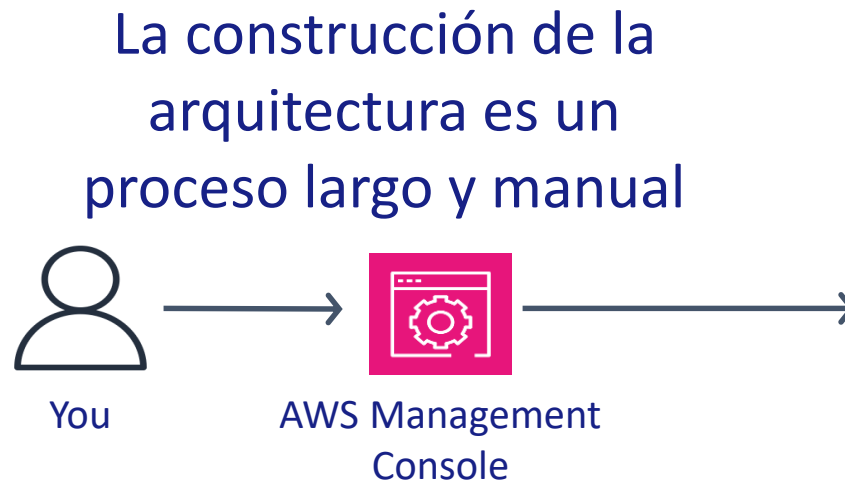 La construcción de la
arquitectura es un
proceso largo y manual
You
AWS Management
Console